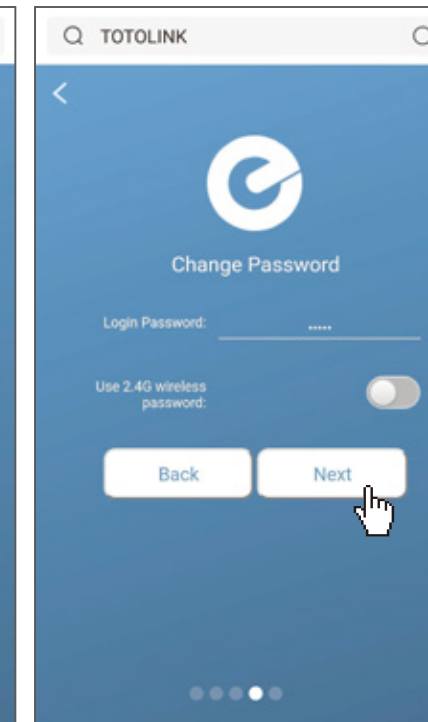 TOTOLINK
Change Password
Login Password: .....
Use 2.4G wireless
password:
Back
Next